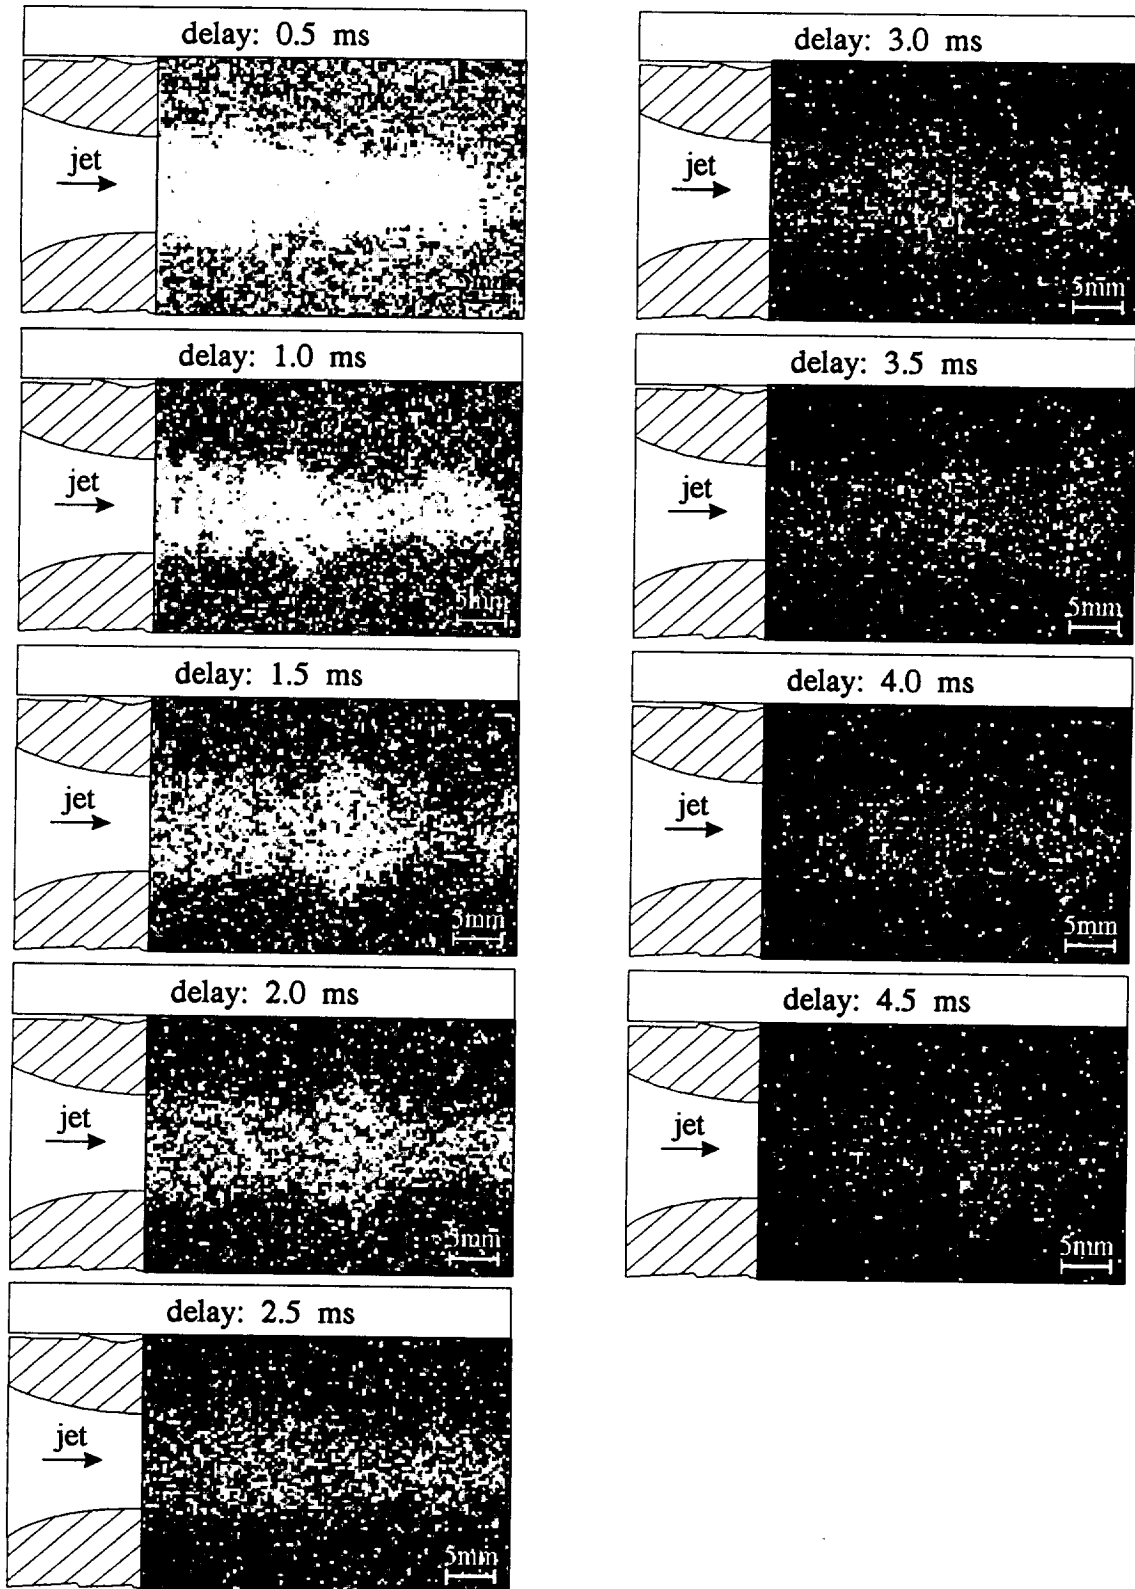 delay: 0.5 ms
jet
5mm
delay: 1.0 ms
jet
5mm
delay: 1.5 ms
jet
5mm
delay: 2.0 ms
jet
5mm
delay: 2.5 ms
jet
5mm
delay: 3.0 ms
jet
5mm
delay: 3.5 ms
jet
5mm
delay: 4.0 ms
jet
5mm
delay: 4.5 ms
jet
5mm